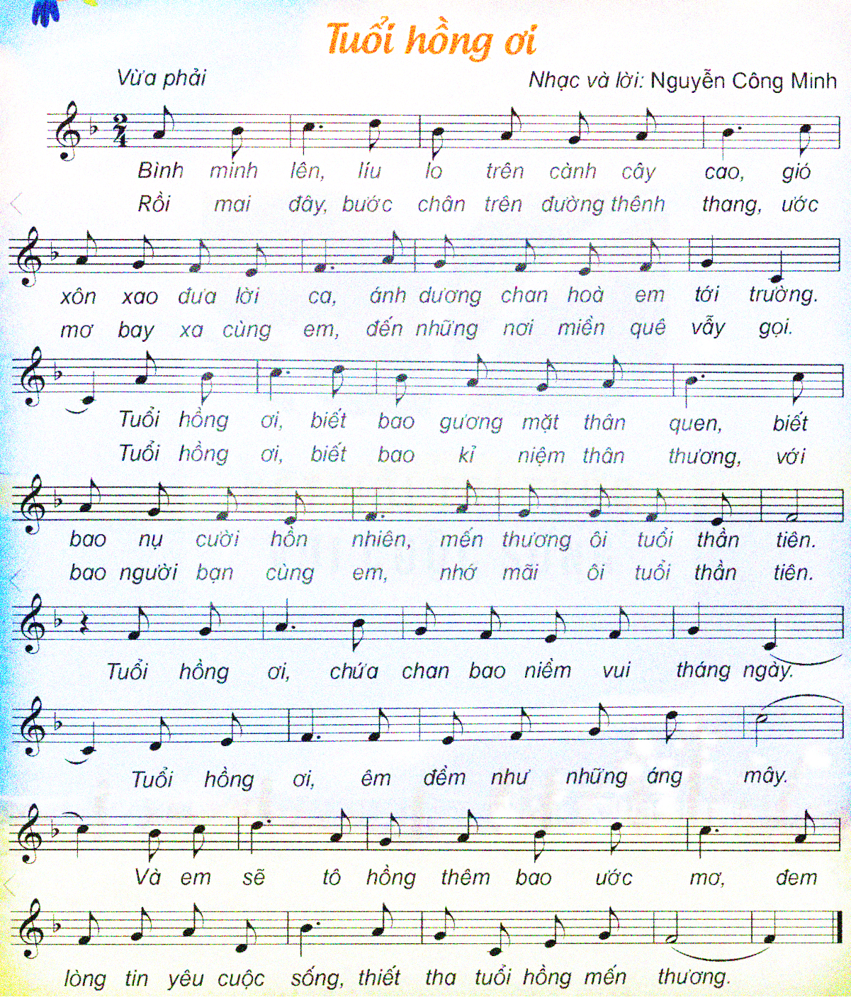 Tuổi hồng ơi
Vừa phải
Nhạc và lời: Nguyễn Công Minh
2
4
Bình minh lên, líu lo trên cành cây cao, gió
Rồi mai đây, bước chân trên đường thênh thang, ước
xôn xao đưa lời ca, ánh dương chan hoà em tới trường.
mơ bay xa cùng em, đến những nơi miền quê vẫy gọi.
Tuổi hồng ơi, biết bao gương mặt thân quen, biết
Tuổi hồng ơi, biết bao kỉ niệm thân thương, với
bao nụ cười hồn nhiên, mến thương ôi tuổi thần tiên.
bao người bạn cùng em, nhớ mãi ôi tuổi thần tiên.
Tuổi hồng ơi, chứa chan bao niềm vui tháng ngày.
Tuổi hồng ơi, êm đềm như những áng mây.
Và em sẽ tô hồng thêm bao ước mơ, đem
lòng tin yêu cuộc sống, thiết tha tuổi hồng mến thương.